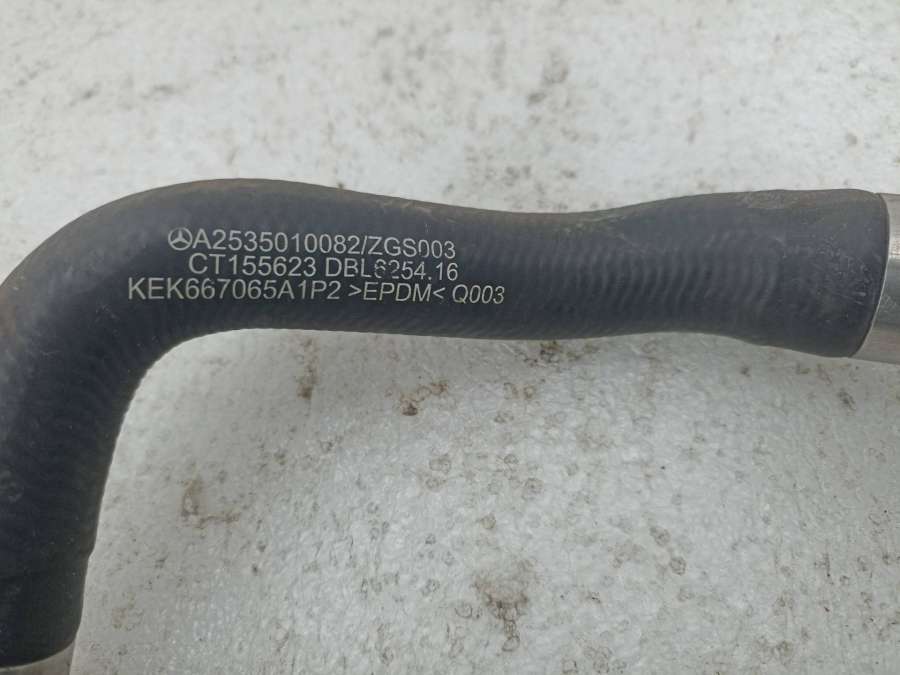 A2535010082/ZGS003
CT155623 DBL6254.16
KEK667065A1P2 >EPDM< Q003